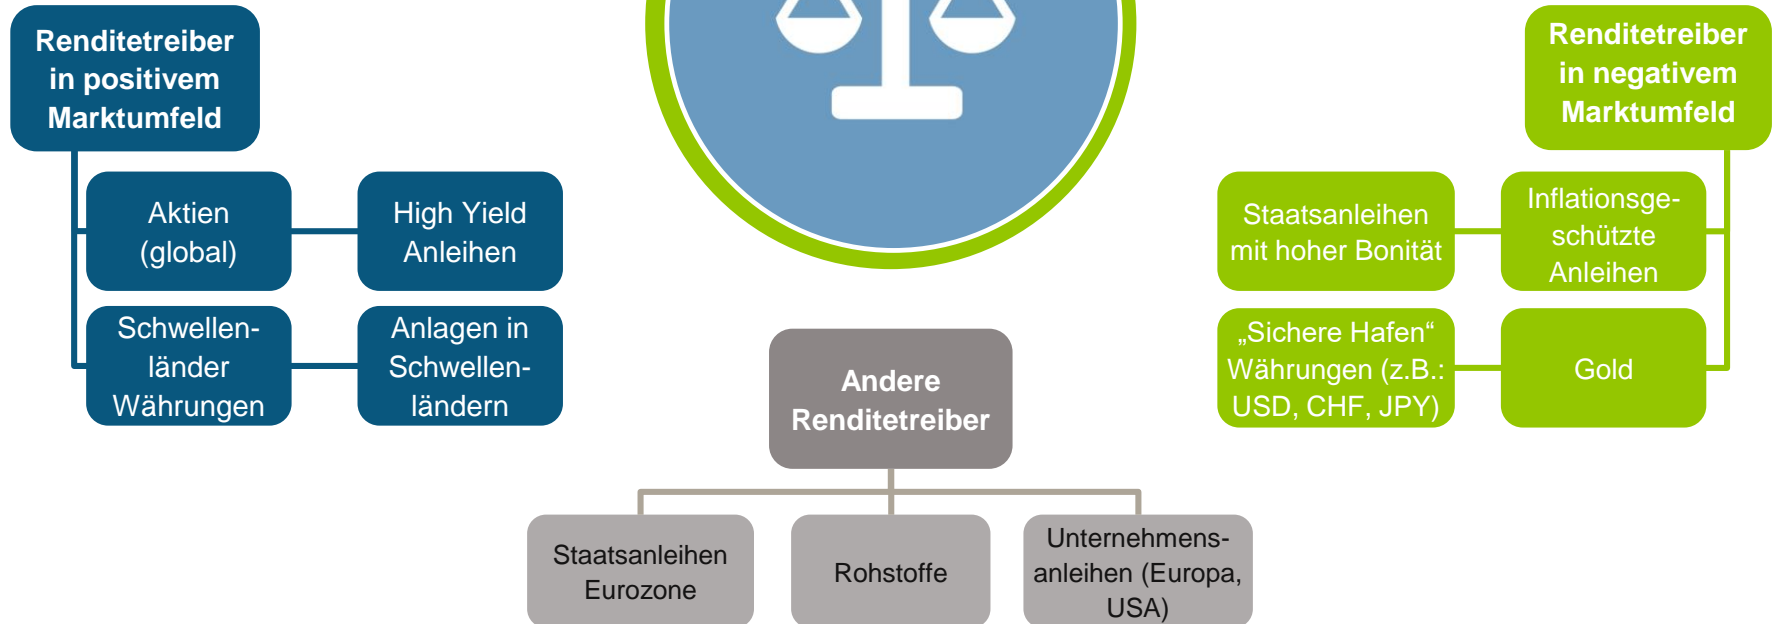 Renditetreiber
in positivem
Marktumfeld
Aktien
(global)
High Yield
Anleihen
Schwellen-
länder
Währungen
Anlagen in
Schwellen-
ländern
Andere
Renditetreiber
Staatsanleihen
Eurozone
Rohstoffe
Unternehmens-
anleihen (Europa,
USA)
Renditetreiber
in negativem
Marktumfeld
Staatsanleihen
mit hoher Bonität
Inflationsge-
schützte
Anleihen
„Sichere Hafen“
Währungen (z.B.:
USD, CHF, JPY)
Gold